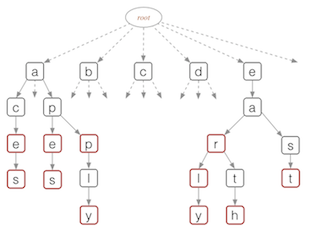 root
a b c d e
c p a
e e p r s
s s l l t t
y y h